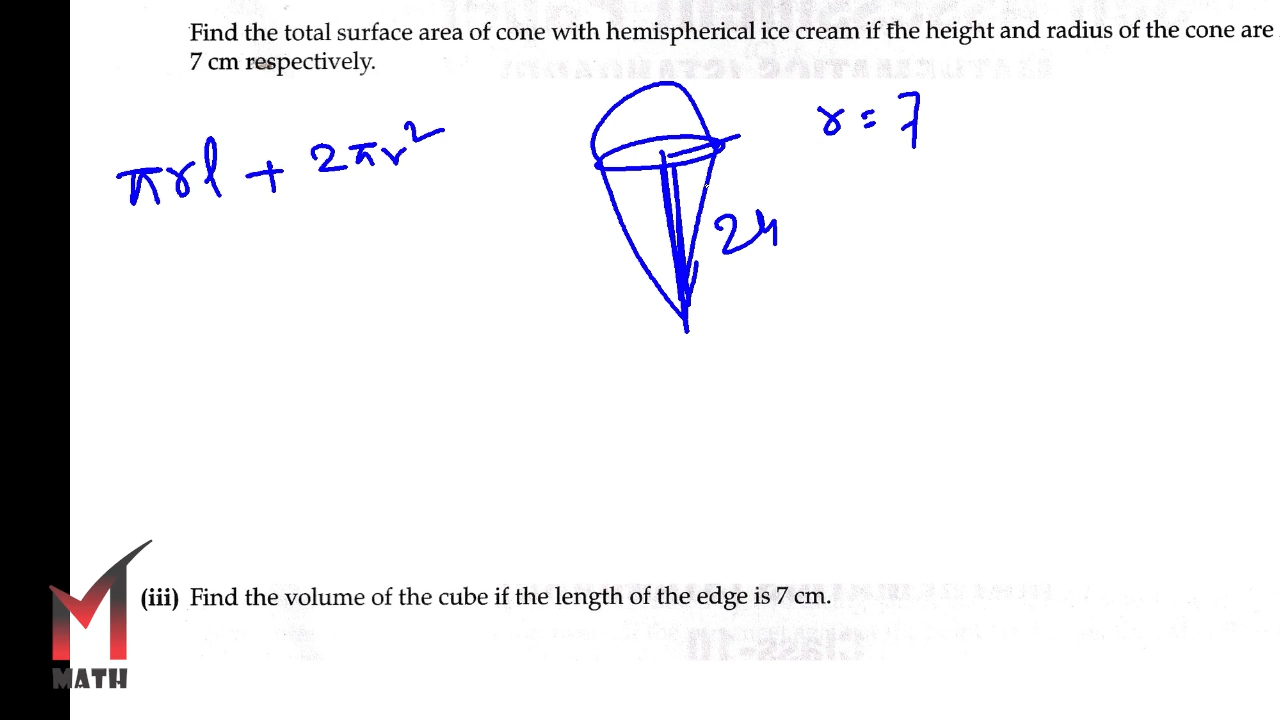 Find the total surface area of cone with hemispherical ice cream if the height and radius of the cone are
7 cm respectively.
πrl + 2πr²
r = 7
24
(iii) Find the volume of the cube if the length of the edge is 7 cm.
M
MATH